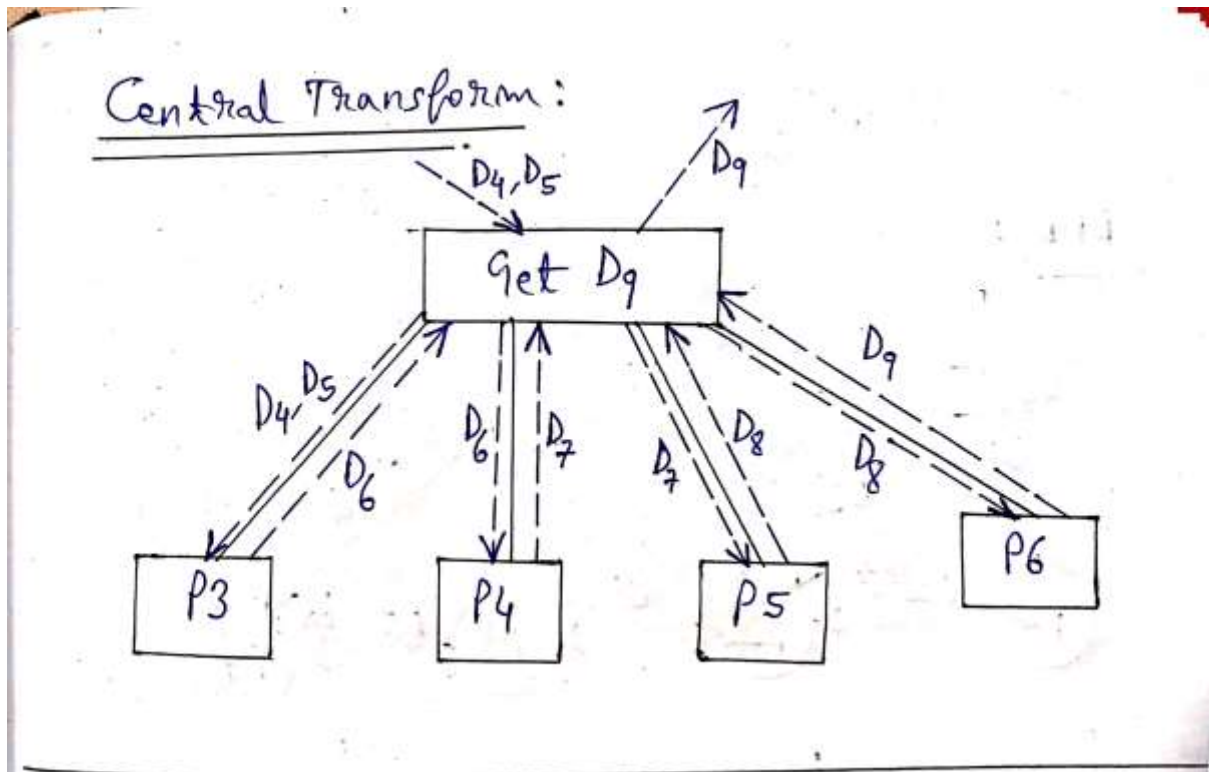 Central Transform:
D4, D5
D9
Get D9
D4, D5
D6
D6
D7
D7
D8
D8
D9
P3
P4
P5
P6